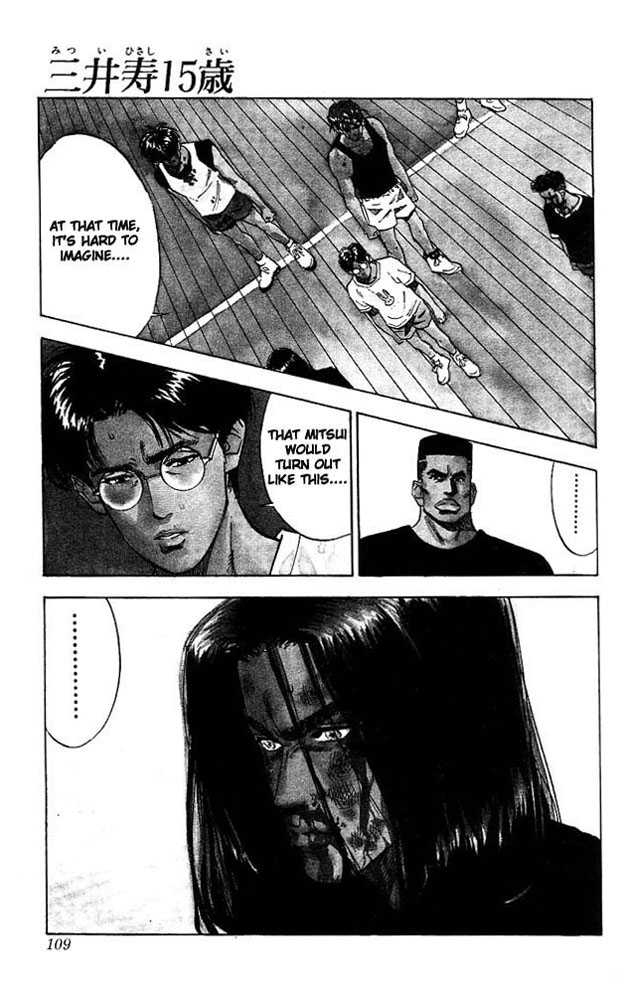 み つ い ひさし さい
三井寿15歳
AT THAT TIME,
IT'S HARD TO
IMAGINE....
THAT MITSUI
WOULD
TURN OUT
LIKE THIS....
.........
.........
109